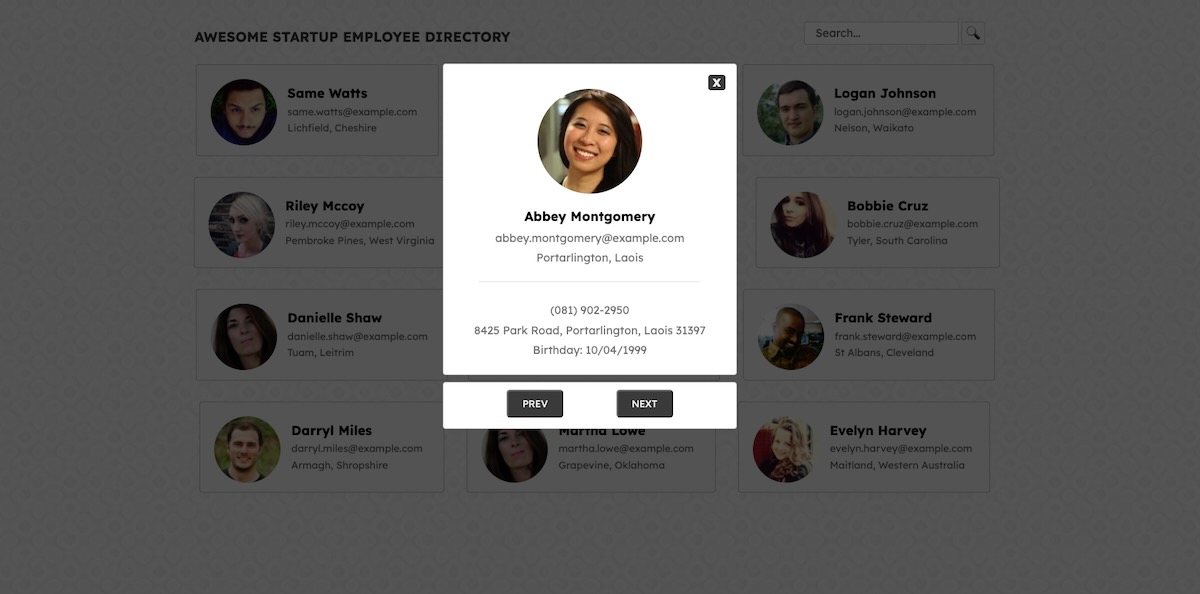 AWESOME STARTUP EMPLOYEE DIRECTORY
Search...
Same Watts
same.watts@example.com
Lichfield, Cheshire
X
Abbey Montgomery
abbey.montgomery@example.com
Portarlington, Laois
(081) 902-2950
8425 Park Road, Portarlington, Laois 31397
Birthday: 10/04/1999
PREV
NEXT
Logan Johnson
logan.johnson@example.com
Nelson, Waikato
Riley Mccoy
riley.mccoy@example.com
Pembroke Pines, West Virginia
Bobbie Cruz
bobbie.cruz@example.com
Tyler, South Carolina
Danielle Shaw
danielle.shaw@example.com
Tuam, Leitrim
Frank Steward
frank.steward@example.com
St Albans, Cleveland
Darryl Miles
darryl.miles@example.com
Armagh, Shropshire
Martha Lowe
martha.lowe@example.com
Grapevine, Oklahoma
Evelyn Harvey
evelyn.harvey@example.com
Maitland, Western Australia